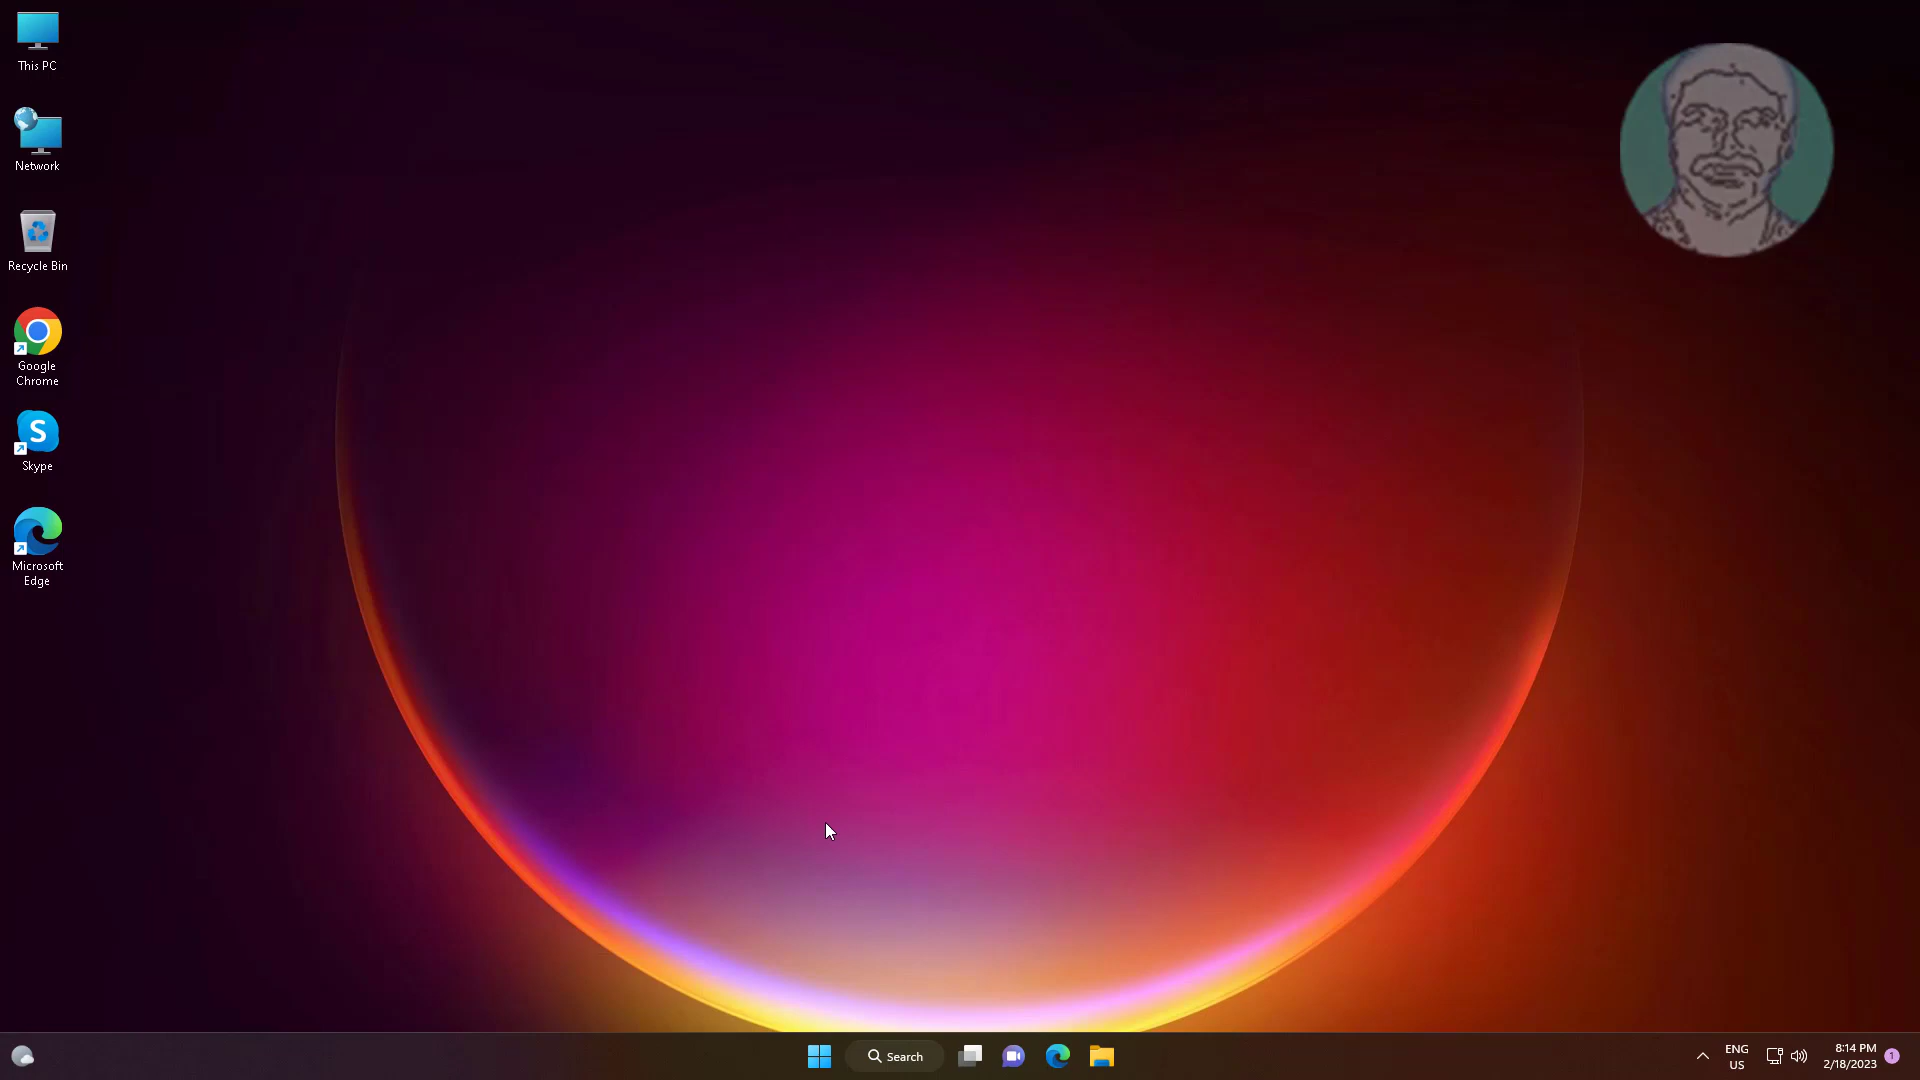 This PC
Network
Recycle Bin
Google
Chrome
S
Skype
Microsoft
Edge
Search
ENG
US
8:14 PM
2/18/2023
1